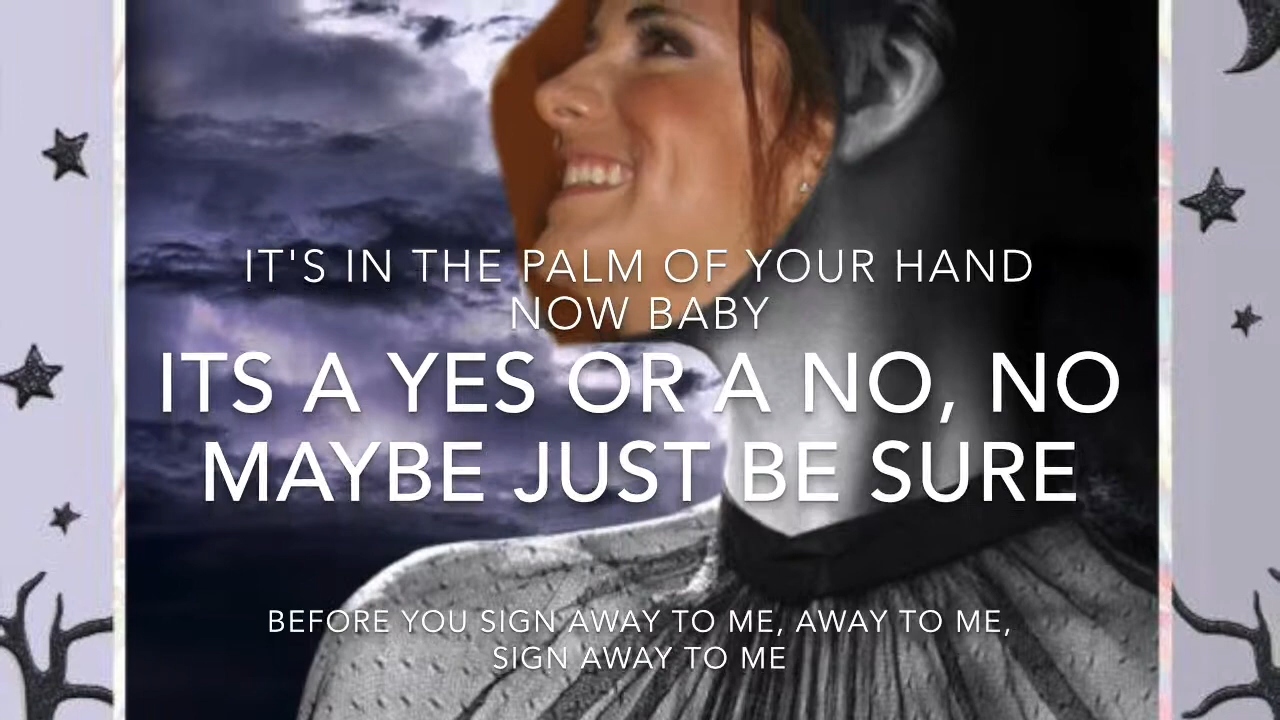 IT'S IN THE PALM OF YOUR HAND
NOW BABY
ITS A YES OR A NO, NO
MAYBE JUST BE SURE
BEFORE YOU SIGN AWAY TO ME, AWAY TO ME,
SIGN AWAY TO ME